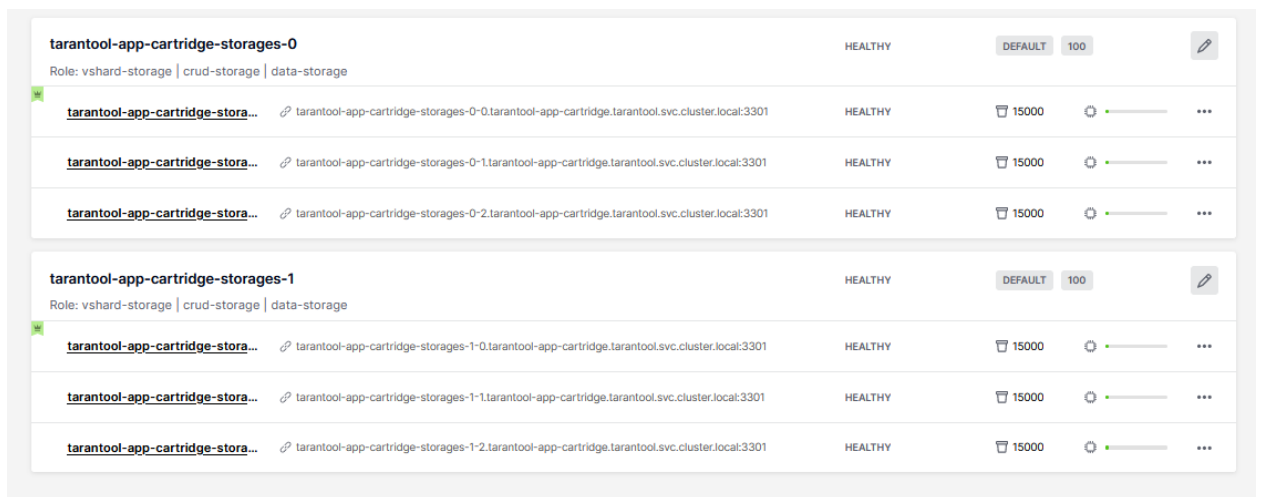 tarantool-app-cartridge-storages-0 HEALTHY DEFAULT 100
Role: vshard-storage | crud-storage | data-storage
tarantool-app-cartridge-stora... tarantool-app-cartridge-storages-0-0.tarantool-app-cartridge.tarantool.svc.cluster.local:3301 HEALTHY 15000
tarantool-app-cartridge-stora... tarantool-app-cartridge-storages-0-1.tarantool-app-cartridge.tarantool.svc.cluster.local:3301 HEALTHY 15000
tarantool-app-cartridge-stora... tarantool-app-cartridge-storages-0-2.tarantool-app-cartridge.tarantool.svc.cluster.local:3301 HEALTHY 15000
tarantool-app-cartridge-storages-1 HEALTHY DEFAULT 100
Role: vshard-storage | crud-storage | data-storage
tarantool-app-cartridge-stora... tarantool-app-cartridge-storages-1-0.tarantool-app-cartridge.tarantool.svc.cluster.local:3301 HEALTHY 15000
tarantool-app-cartridge-stora... tarantool-app-cartridge-storages-1-1.tarantool-app-cartridge.tarantool.svc.cluster.local:3301 HEALTHY 15000
tarantool-app-cartridge-stora... tarantool-app-cartridge-storages-1-2.tarantool-app-cartridge.tarantool.svc.cluster.local:3301 HEALTHY 15000